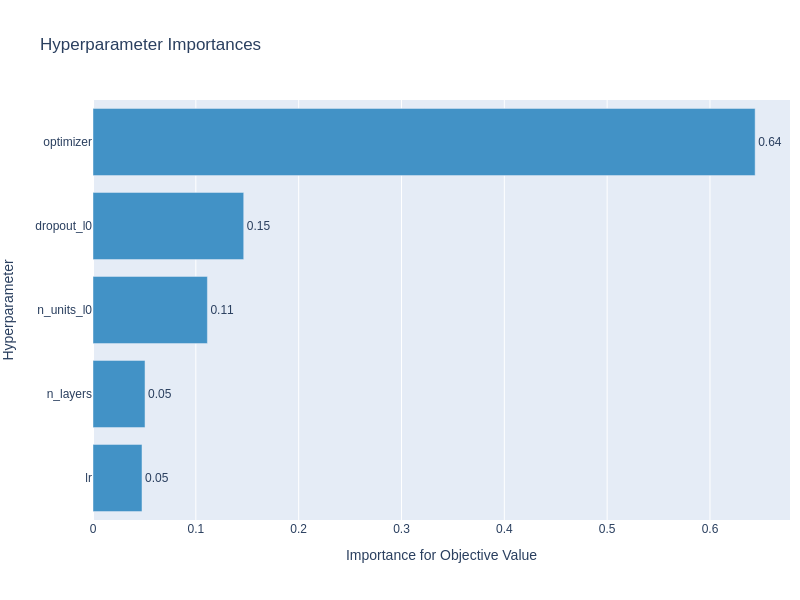 Hyperparameter Importances
Hyperparameter
optimizer
0.64
dropout_l0
0.15
n_units_l0
0.11
n_layers
0.05
lr
0.05
0 0.1 0.2 0.3 0.4 0.5 0.6
Importance for Objective Value